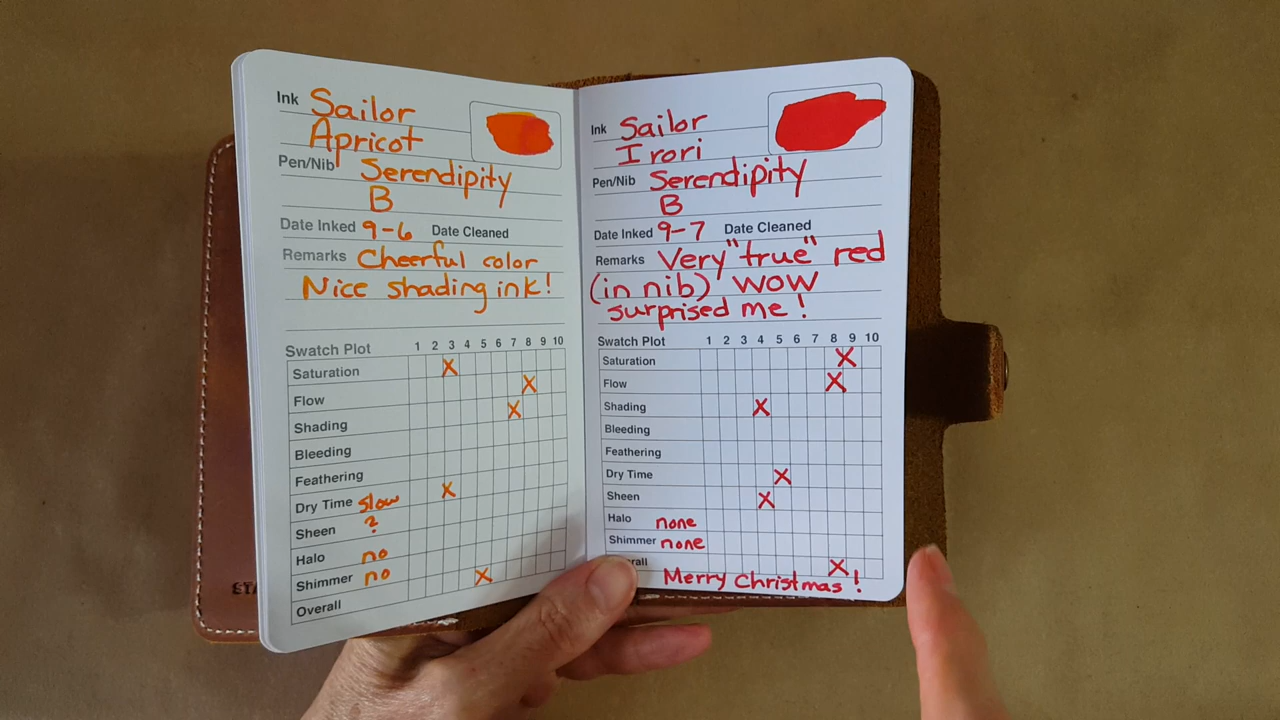 Ink Sailor
Apricot
Pen/Nib Serendipity
B
Date Inked 9-6 Date Cleaned
Remarks Cheerful color
Nice shading ink!
Swatch Plot 1 2 3 4 5 6 7 8 9 10
Saturation X
Flow X
Shading X
Bleeding
Feathering
Dry Time slow X
Sheen ?
Halo no
Shimmer no X
Overall
Ink Sailor
Irori
Pen/Nib Serendipity
B
Date Inked 9-7 Date Cleaned
Remarks Very "true" red
(in nib) WOW
surprised me!
Swatch Plot 1 2 3 4 5 6 7 8 9 10
Saturation X
Flow X
Shading X
Bleeding
Feathering
Dry Time X
Sheen X
Halo none
Shimmer none
X
Merry Christmas!